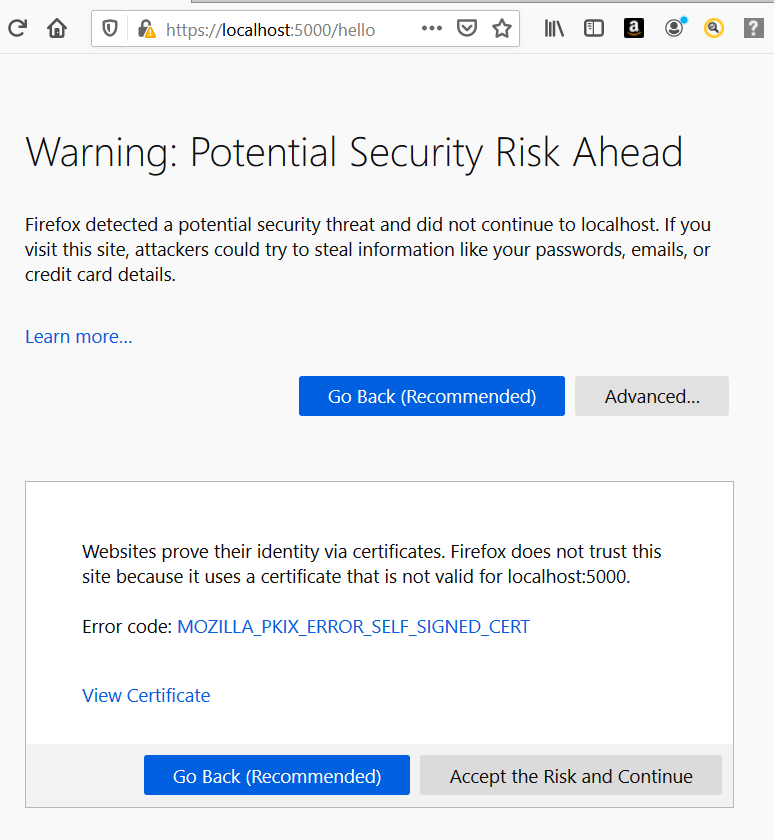 https://localhost:5000/hello
a
?
Warning: Potential Security Risk Ahead
Firefox detected a potential security threat and did not continue to localhost. If you
visit this site, attackers could try to steal information like your passwords, emails, or
credit card details.
Learn more…
Go Back (Recommended)
Advanced…
Websites prove their identity via certificates. Firefox does not trust this
site because it uses a certificate that is not valid for localhost:5000.
Error code: MOZILLA_PKIX_ERROR_SELF_SIGNED_CERT
View Certificate
Go Back (Recommended)
Accept the Risk and Continue